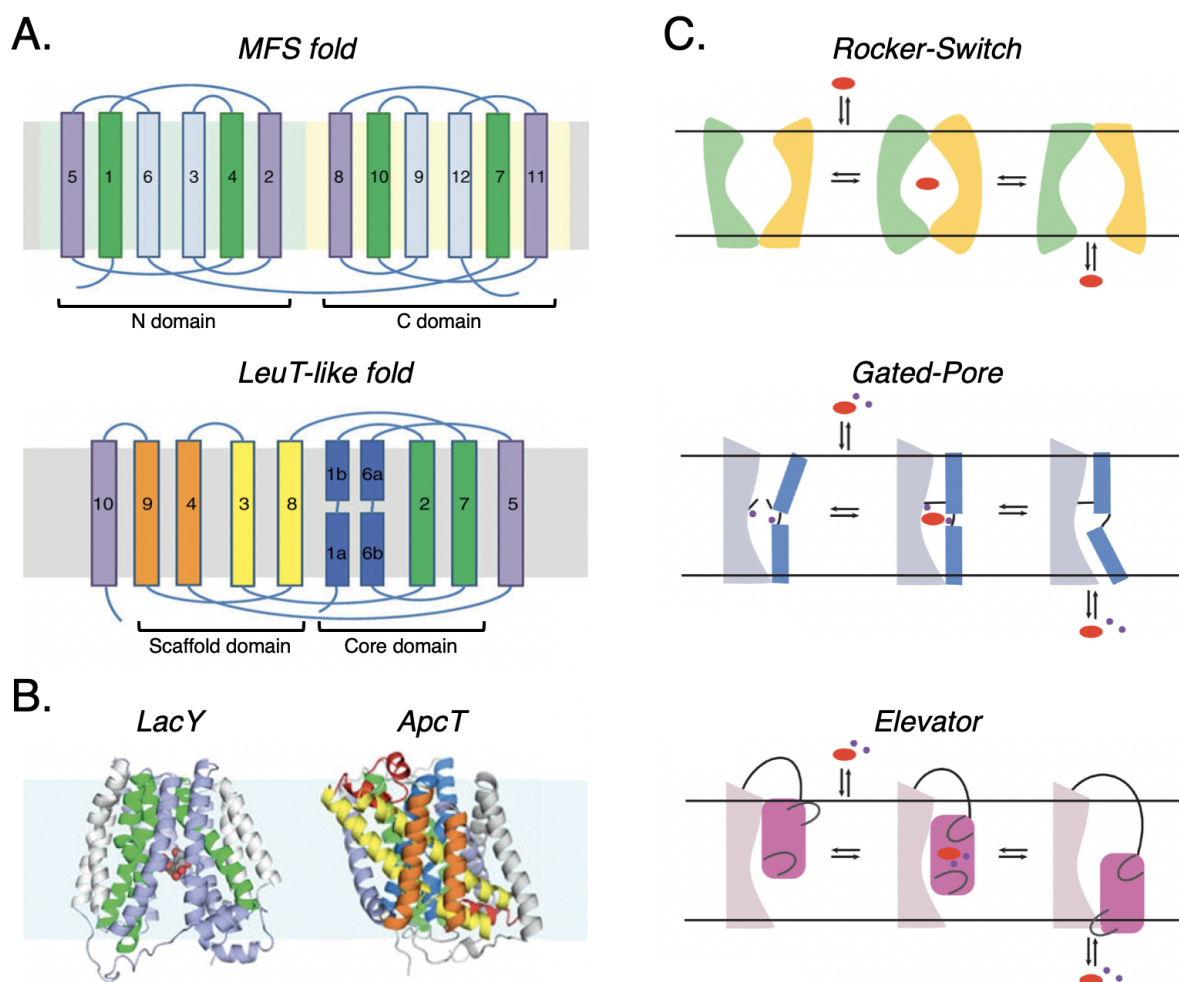 A.
MFS fold
5 1 6 3 4 2 8 10 9 12 7 11
N domain C domain
LeuT-like fold
1b 6a
10 9 4 3 8 2 7 5
1a 6b
Scaffold domain Core domain
B.
LacY ApcT
C.
Rocker-Switch
Gated-Pore
Elevator